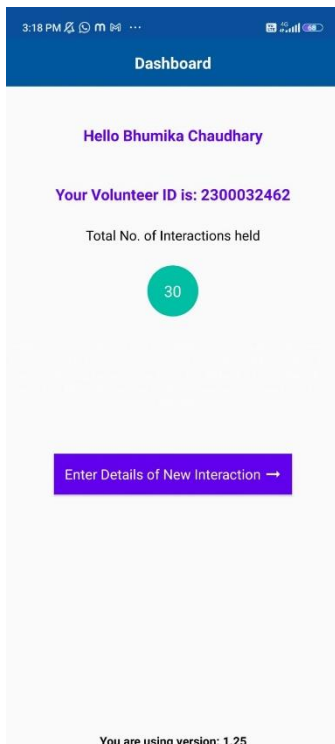 3:18 PM
Dashboard
Hello Bhumika Chaudhary
Your Volunteer ID is: 2300032462
Total No. of Interactions held
30
Enter Details of New Interaction →
You are using version: 1.25